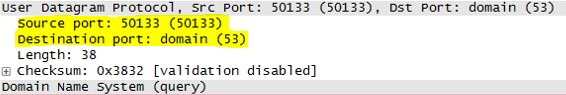 User Datagram Protocol, Src Port: 50133 (50133), Dst Port: domain (53)
Source port: 50133 (50133)
Destination port: domain (53)
Length: 38
Checksum: 0x3832 [validation disabled]
Domain Name System (query)